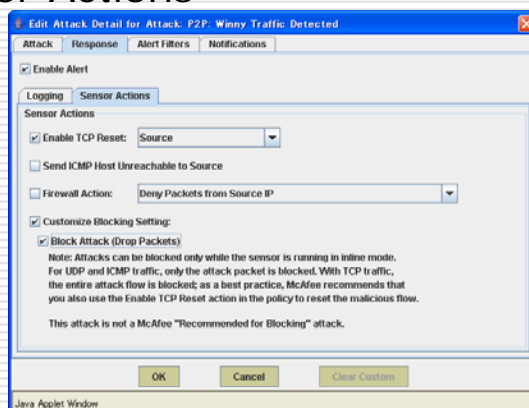 Edit Attack Detail for Attack: P2P: Winny Traffic Detected
Attack Response Alert Filters Notifications
Enable Alert
Logging Sensor Actions
Sensor Actions
Enable TCP Reset: Source
Send ICMP Host Unreachable to Source
Firewall Action: Deny Packets from Source IP
Customize Blocking Setting:
Block Attack (Drop Packets)
Note: Attacks can be blocked only while the sensor is running in inline mode.
For UDP and ICMP traffic, only the attack packet is blocked. With TCP traffic,
the entire attack flow is blocked; as a best practice, McAfee recommends that
you also use the Enable TCP Reset action in the policy to reset the malicious flow.
This attack is not a McAfee "Recommended for Blocking" attack.
OK Cancel Clear Custom
Java Applet Window